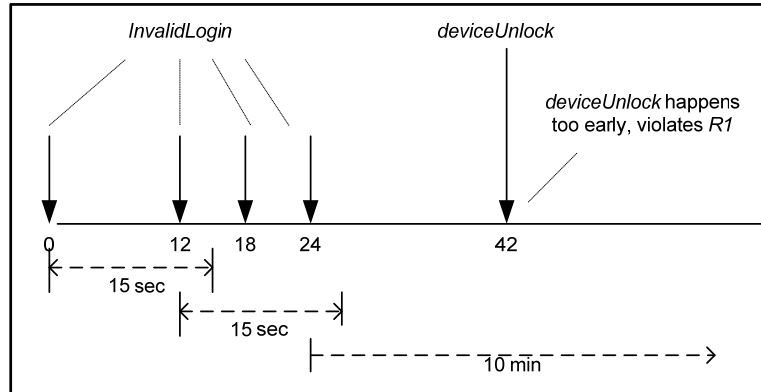 InvalidLogin
deviceUnlock
deviceUnlock happens
too early, violates R1
0 12 18 24 42
15 sec
15 sec
10 min